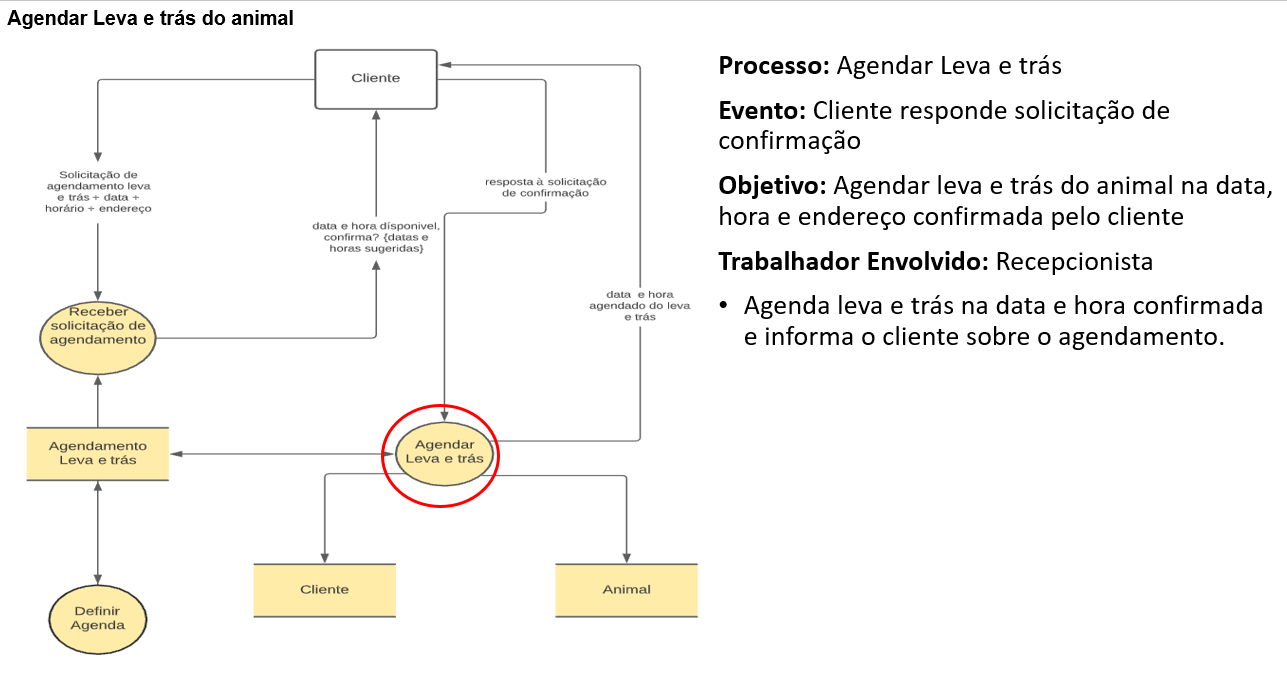 Agendar Leva e trás do animal
Cliente
Solicitação de
agendamento leva
e trás + data +
horário + endereço
data e hora dísponivel,
confirma? {datas e
horas sugeridas}
resposta à solicitação
de confirmação
data e hora
agendado do leva
e trás
Receber
solicitação de
agendamento
Agendamento
Leva e trás
Agendar
Leva e trás
Definir
Agenda
Cliente
Animal
Processo: Agendar Leva e trás
Evento: Cliente responde solicitação de
confirmação
Objetivo: Agendar leva e trás do animal na data,
hora e endereço confirmada pelo cliente
Trabalhador Envolvido: Recepcionista
• Agenda leva e trás na data e hora confirmada
e informa o cliente sobre o agendamento.